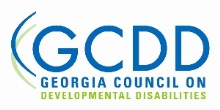 GCDD
GEORGIA COUNCIL ON
DEVELOPMENTAL DISABILITIES